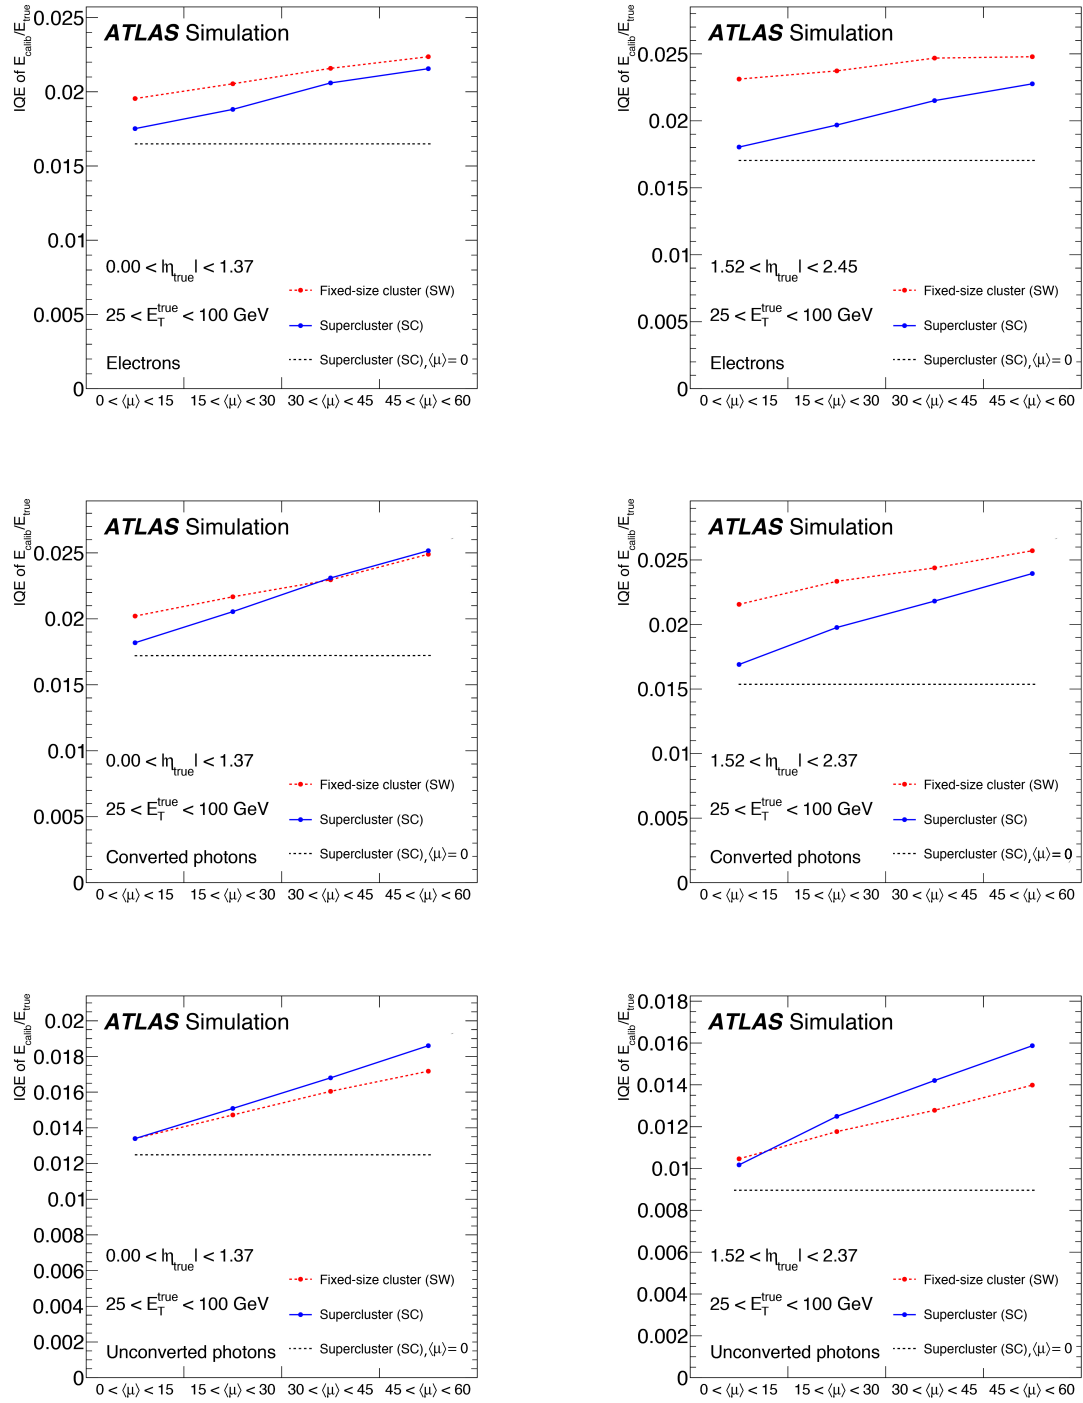 IQE of E_calib/E_true
ATLAS Simulation
0.025
0.02
0.015
0.01
0.005
0
0.00 < |η_true| < 1.37
25 < E_T^true < 100 GeV
Electrons
Fixed-size cluster (SW)
Supercluster (SC)
Supercluster (SC), ⟨μ⟩ = 0
0 < ⟨μ⟩ < 15 15 < ⟨μ⟩ < 30 30 < ⟨μ⟩ < 45 45 < ⟨μ⟩ < 60
IQE of E_calib/E_true
ATLAS Simulation
0.025
0.02
0.015
0.01
0.005
0
1.52 < |η_true| < 2.45
25 < E_T^true < 100 GeV
Electrons
Fixed-size cluster (SW)
Supercluster (SC)
Supercluster (SC), ⟨μ⟩ = 0
0 < ⟨μ⟩ < 15 15 < ⟨μ⟩ < 30 30 < ⟨μ⟩ < 45 45 < ⟨μ⟩ < 60
IQE of E_calib/E_true
ATLAS Simulation
0.025
0.02
0.015
0.01
0.005
0
0.00 < |η_true| < 1.37
25 < E_T^true < 100 GeV
Converted photons
Fixed-size cluster (SW)
Supercluster (SC)
Supercluster (SC), ⟨μ⟩ = 0
0 < ⟨μ⟩ < 15 15 < ⟨μ⟩ < 30 30 < ⟨μ⟩ < 45 45 < ⟨μ⟩ < 60
IQE of E_calib/E_true
ATLAS Simulation
0.025
0.02
0.015
0.01
0.005
0
1.52 < |η_true| < 2.37
25 < E_T^true < 100 GeV
Converted photons
Fixed-size cluster (SW)
Supercluster (SC)
Supercluster (SC), ⟨μ⟩ = 0
0 < ⟨μ⟩ < 15 15 < ⟨μ⟩ < 30 30 < ⟨μ⟩ < 45 45 < ⟨μ⟩ < 60
IQE of E_calib/E_true
ATLAS Simulation
0.02
0.018
0.016
0.014
0.012
0.01
0.008
0.006
0.004
0.002
0
0.00 < |η_true| < 1.37
25 < E_T^true < 100 GeV
Unconverted photons
Fixed-size cluster (SW)
Supercluster (SC)
Supercluster (SC), ⟨μ⟩ = 0
0 < ⟨μ⟩ < 15 15 < ⟨μ⟩ < 30 30 < ⟨μ⟩ < 45 45 < ⟨μ⟩ < 60
IQE of E_calib/E_true
ATLAS Simulation
0.018
0.016
0.014
0.012
0.01
0.008
0.006
0.004
0.002
0
1.52 < |η_true| < 2.37
25 < E_T^true < 100 GeV
Unconverted photons
Fixed-size cluster (SW)
Supercluster (SC)
Supercluster (SC), ⟨μ⟩ = 0
0 < ⟨μ⟩ < 15 15 < ⟨μ⟩ < 30 30 < ⟨μ⟩ < 45 45 < ⟨μ⟩ < 60